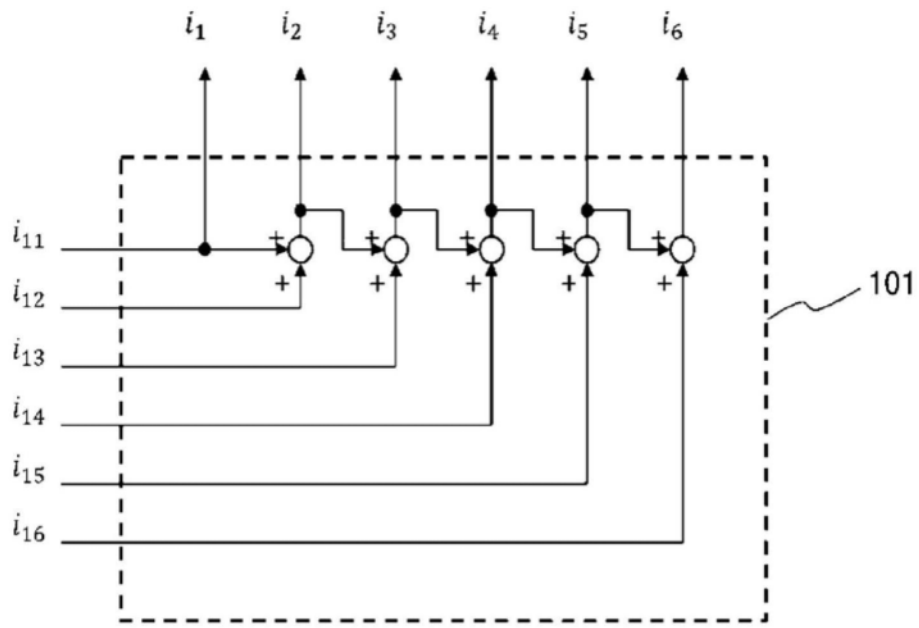 i1 i2 i3 i4 i5 i6
i11 + + + + +
+ + + + +
i12
101
i13
i14
i15
i16